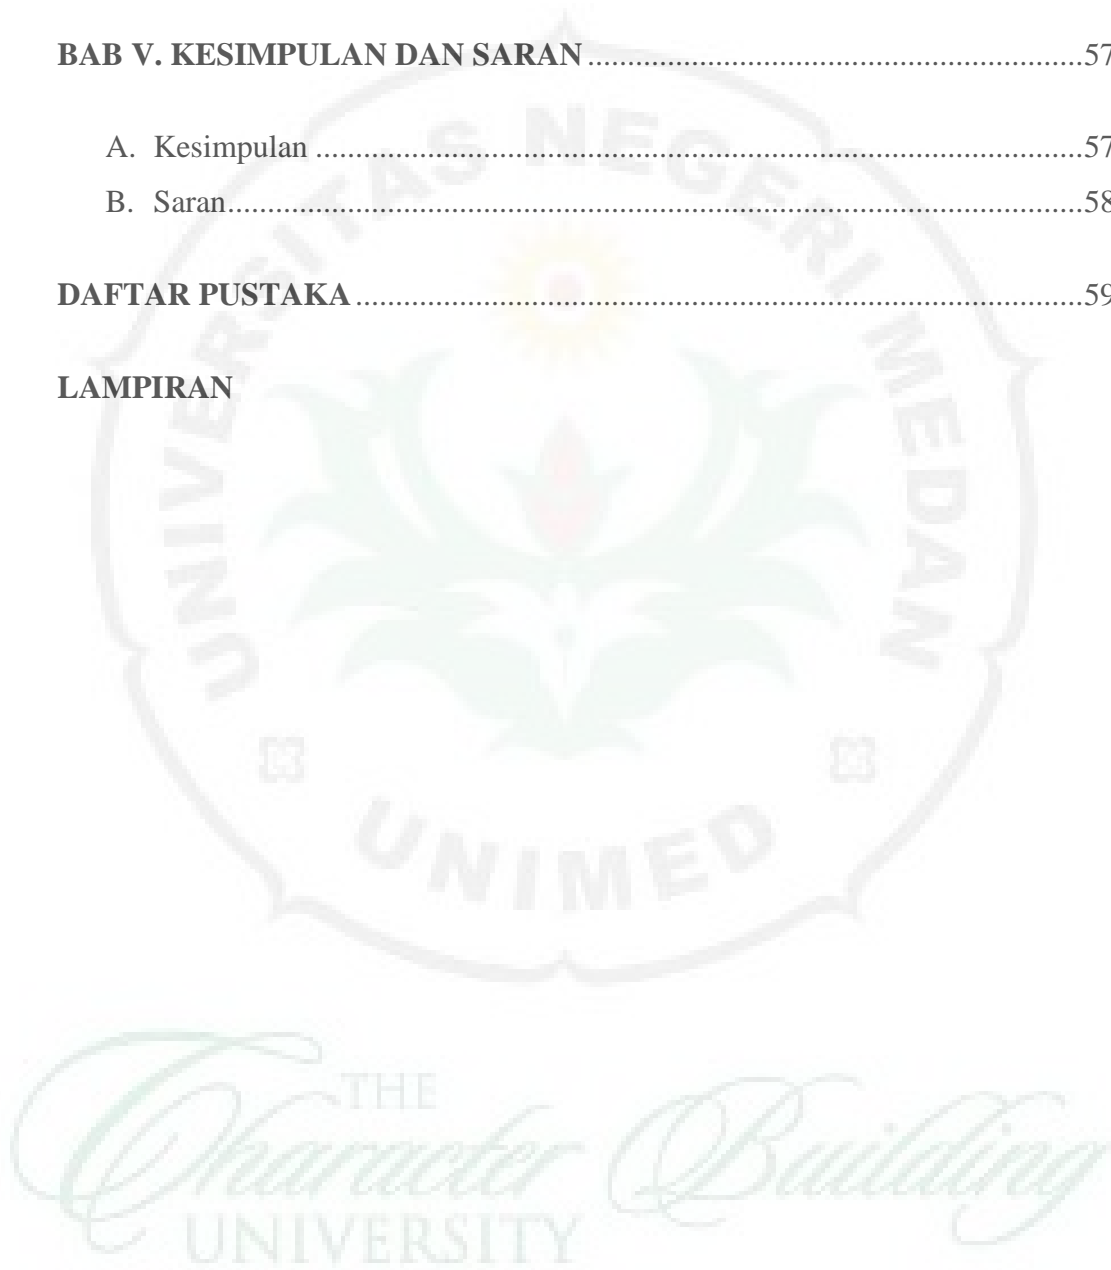 BAB V. KESIMPULAN DAN SARAN ............................................................... 57
A. Kesimpulan .................................................................................................. 57
B. Saran............................................................................................................. 58
DAFTAR PUSTAKA ............................................................................................ 59
LAMPIRAN
UNIVERSITAS NEGERI MEDAN
UNIMED
THE
Character Building
UNIVERSITY